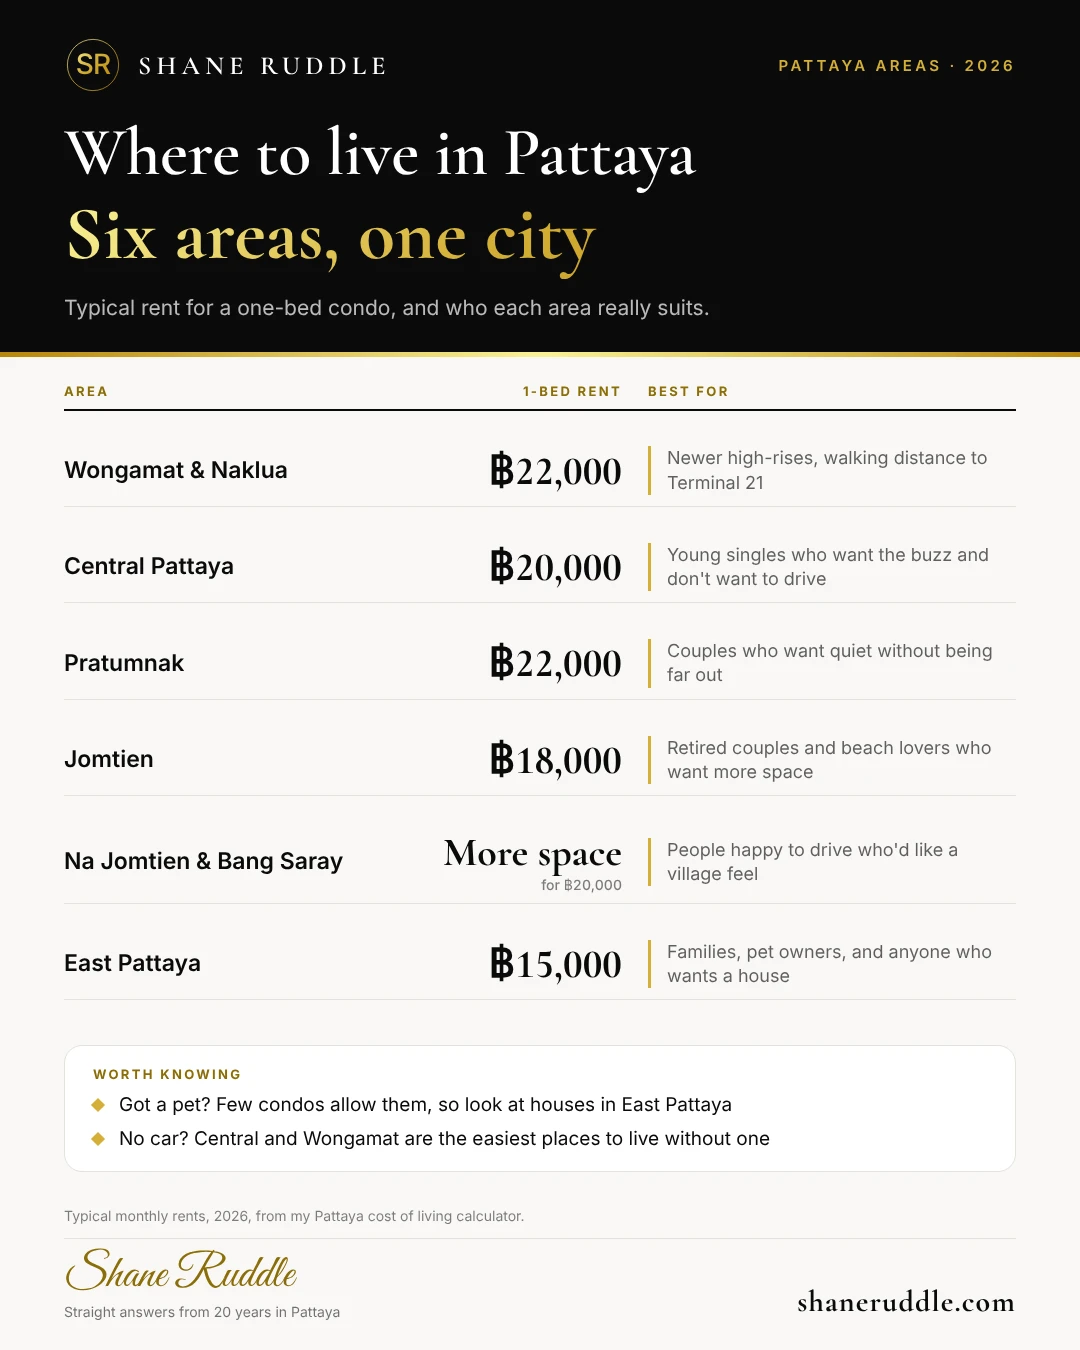 SR
SHANE RUDDLE
PATTAYA AREAS · 2026
Where to live in Pattaya
Six areas, one city
Typical rent for a one-bed condo, and who each area really suits.
AREA
1-BED RENT
BEST FOR
Wongamat & Naklua
฿22,000
Newer high-rises, walking distance to
Terminal 21
Central Pattaya
฿20,000
Young singles who want the buzz and
don't want to drive
Pratumnak
฿22,000
Couples who want quiet without being
far out
Jomtien
฿18,000
Retired couples and beach lovers who
want more space
Na Jomtien & Bang Saray
More space
for ฿20,000
People happy to drive who'd like a
village feel
East Pattaya
฿15,000
Families, pet owners, and anyone who
wants a house
WORTH KNOWING
Got a pet? Few condos allow them, so look at houses in East Pattaya
No car? Central and Wongamat are the easiest places to live without one
Typical monthly rents, 2026, from my Pattaya cost of living calculator.
Shane Ruddle
Straight answers from 20 years in Pattaya
shaneruddle.com